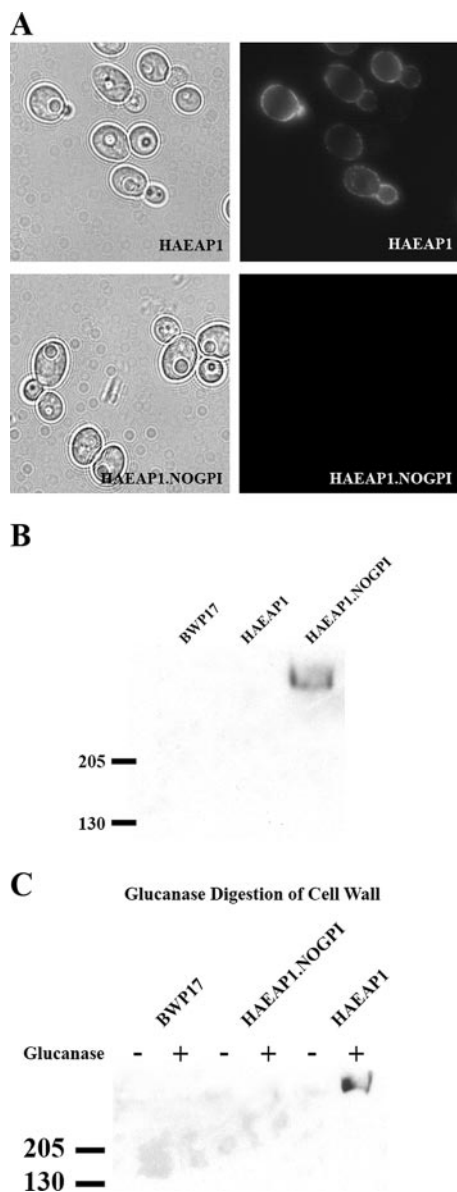 A
HAEAP1
HAEAP1
HAEAP1.NOGPI
HAEAP1.NOGPI
B
BWP17
HAEAP1
HAEAP1.NOGPI
205
130
C
Glucanase Digestion of Cell Wall
BWP17
HAEAP1.NOGPI
HAEAP1
Glucanase - + - + - +
205
130